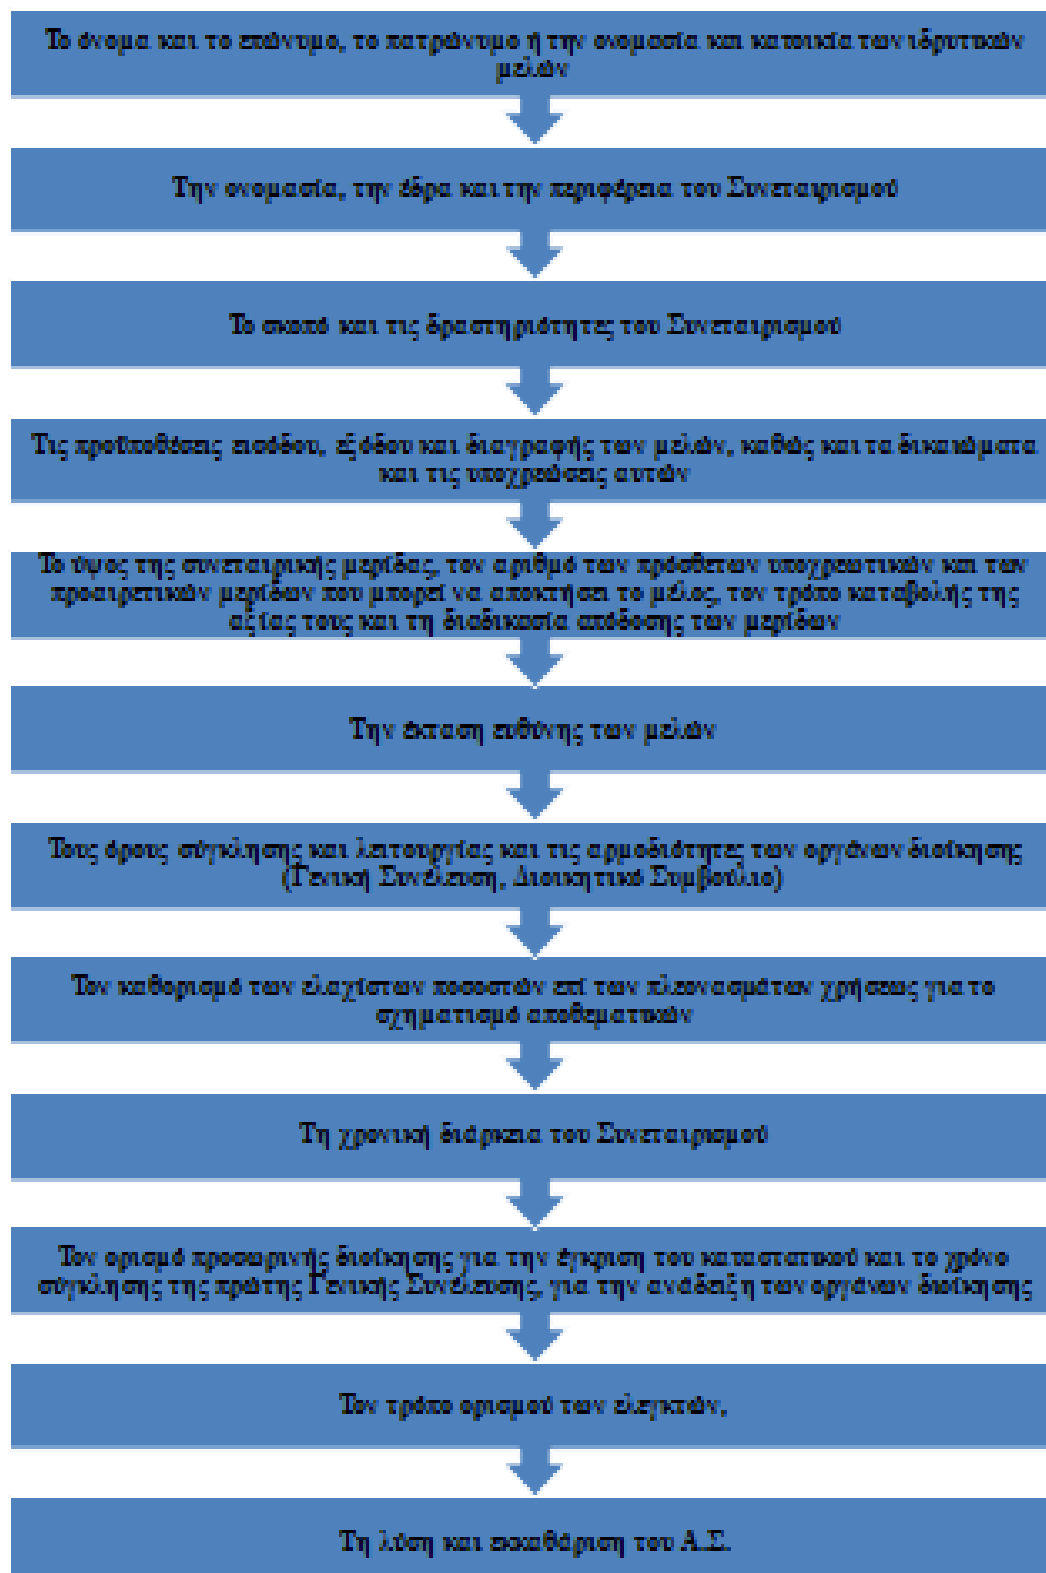 Το όνομα και το επώνυμο, το πατρώνυμο ή την ονομασία και κατοικία των ιδρυτικών
μελών
Την ονομασία, την έδρα και την περιφέρεια του Συνεταιρισμού
Το σκοπό και τις δραστηριότητες του Συνεταιρισμού
Τις προϋποθέσεις εισόδου, εξόδου και διαγραφής των μελών, καθώς και τα δικαιώματα
και τις υποχρεώσεις αυτών
Το ύψος της συνεταιρικής μερίδας, τον αριθμό των πρόσθετων υποχρεωτικών και των
προαιρετικών μερίδων που μπορεί να αποκτήσει το μέλος, τον τρόπο καταβολής της
αξίας τους και τη διαδικασία απόδοσης των μερίδων
Την έκταση ευθύνης των μελών
Τους όρους σύγκλησης και λειτουργίας και τις αρμοδιότητες των οργάνων διοίκησης
(Γενική Συνέλευση, Διοικητικό Συμβούλιο)
Τον καθορισμό των ελαχίστων ποσοστών επί των πλεονασμάτων χρήσεως για το
σχηματισμό αποθεματικών
Τη χρονική διάρκεια του Συνεταιρισμού
Τον ορισμό προσωρινής διοίκησης για την έγκριση του καταστατικού και το χρόνο
σύγκλησης της πρώτης Γενικής Συνέλευσης, για την ανάδειξη των οργάνων διοίκησης
Τον τρόπο ορισμού των ελεγκτών,
Τη λύση και εκκαθάριση του Α.Σ.